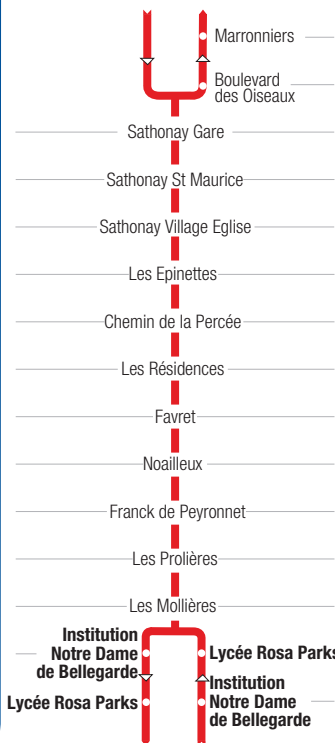 Marronniers
Boulevard
des Oiseaux
Sathonay Gare
Sathonay St Maurice
Sathonay Village Eglise
Les Epinettes
Chemin de la Percée
Les Résidences
Favret
Noailleux
Franck de Peyronnet
Les Prolières
Les Mollières
Institution
Notre Dame
de Bellegarde
Lycée Rosa Parks
Lycée Rosa Parks
Institution
Notre Dame
de Bellegarde